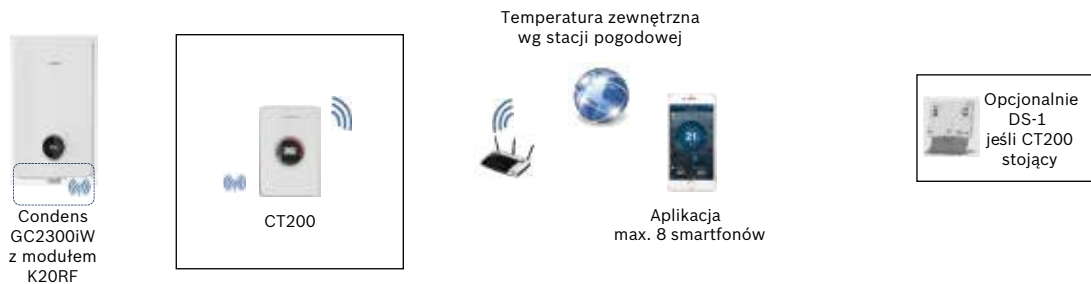 Temperatura zewnętrzna
wg stacji pogodowej
Condens
GC2300iW
z modułem
K20RF
CT200
21
Aplikacja
max. 8 smartfonów
Opcjonalnie
DS-1
jeśli CT200
stojący